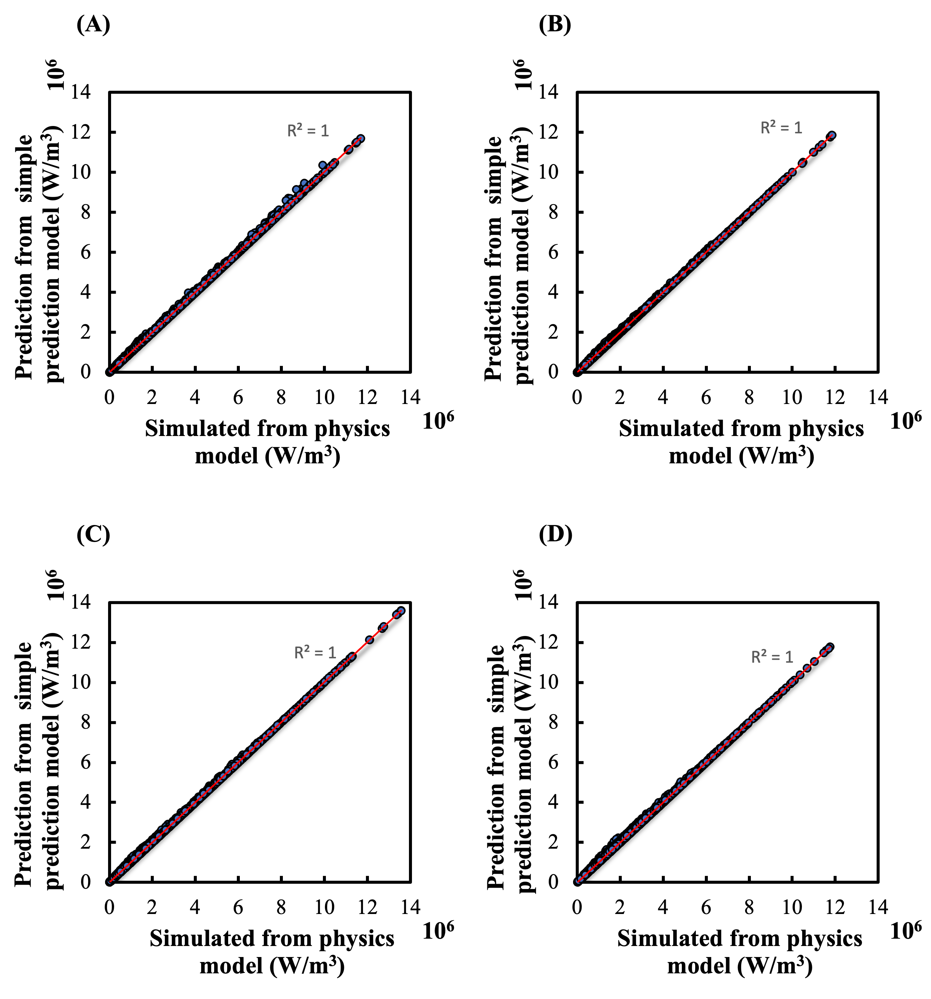 (A)
10⁶
Prediction from simple
prediction model (W/m³)
14
12
10
8
6
4
2
0
R² = 1
0 2 4 6 8 10 12 14
10⁶
Simulated from physics
model (W/m³)
(B)
10⁶
Prediction from simple
prediction model (W/m³)
14
12
10
8
6
4
2
0
R² = 1
0 2 4 6 8 10 12 14
10⁶
Simulated from physics
model (W/m³)
(C)
10⁶
Prediction from simple
prediction model (W/m³)
14
12
10
8
6
4
2
0
R² = 1
0 2 4 6 8 10 12 14
10⁶
Simulated from physics
model (W/m³)
(D)
10⁶
Prediction from simple
prediction model (W/m³)
14
12
10
8
6
4
2
0
R² = 1
0 2 4 6 8 10 12 14
10⁶
Simulated from physics
model (W/m³)